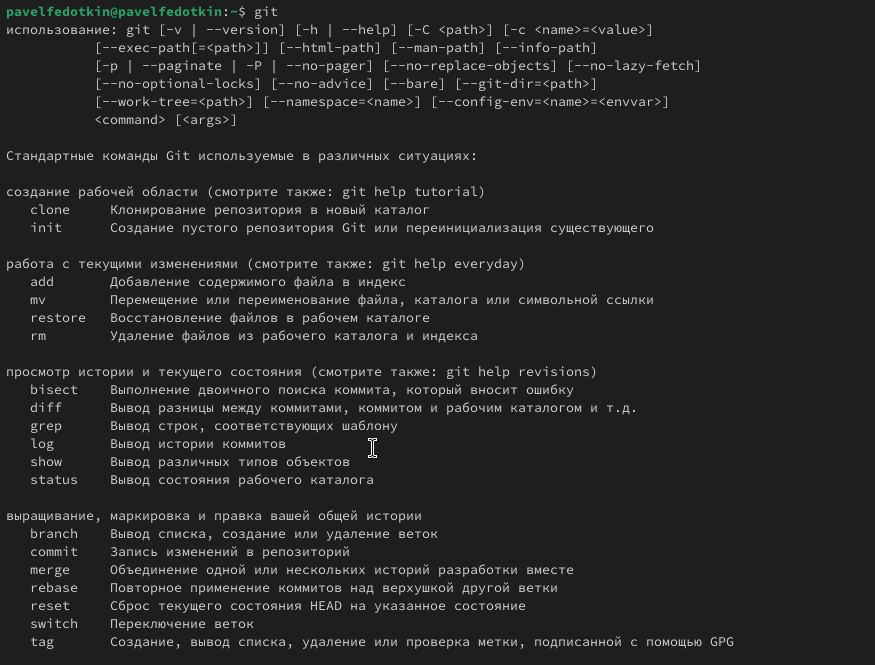 pavelfedotkin@pavelfedotkin:~$ git
использование: git [-v | --version] [-h | --help] [-C <path>] [-c <name>=<value>]
           [--exec-path[=<path>]] [--html-path] [--man-path] [--info-path]
           [-p | --paginate | -P | --no-pager] [--no-replace-objects] [--no-lazy-fetch]
           [--no-optional-locks] [--no-advice] [--bare] [--git-dir=<path>]
           [--work-tree=<path>] [--namespace=<name>] [--config-env=<name>=<envvar>]
           <command> [<args>]

Стандартные команды Git используемые в различных ситуациях:

создание рабочей области (смотрите также: git help tutorial)
   clone     Клонирование репозитория в новый каталог
   init      Создание пустого репозитория Git или переинициализация существующего

работа с текущими изменениями (смотрите также: git help everyday)
   add       Добавление содержимого файла в индекс
   mv        Перемещение или переименование файла, каталога или символьной ссылки
   restore   Восстановление файлов в рабочем каталоге
   rm        Удаление файлов из рабочего каталога и индекса

просмотр истории и текущего состояния (смотрите также: git help revisions)
   bisect    Выполнение двоичного поиска коммита, который вносит ошибку
   diff      Вывод разницы между коммитами, коммитом и рабочим каталогом и т.д.
   grep      Вывод строк, соответствующих шаблону
   log       Вывод истории коммитов
   show      Вывод различных типов объектов
   status    Вывод состояния рабочего каталога

выращивание, маркировка и правка вашей общей истории
   branch    Вывод списка, создание или удаление веток
   commit    Запись изменений в репозиторий
   merge     Объединение одной или нескольких историй разработки вместе
   rebase    Повторное применение коммитов над верхушкой другой ветки
   reset     Сброс текущего состояния HEAD на указанное состояние
   switch    Переключение веток
   tag       Создание, вывод списка, удаление или проверка метки, подписанной с помощью GPG